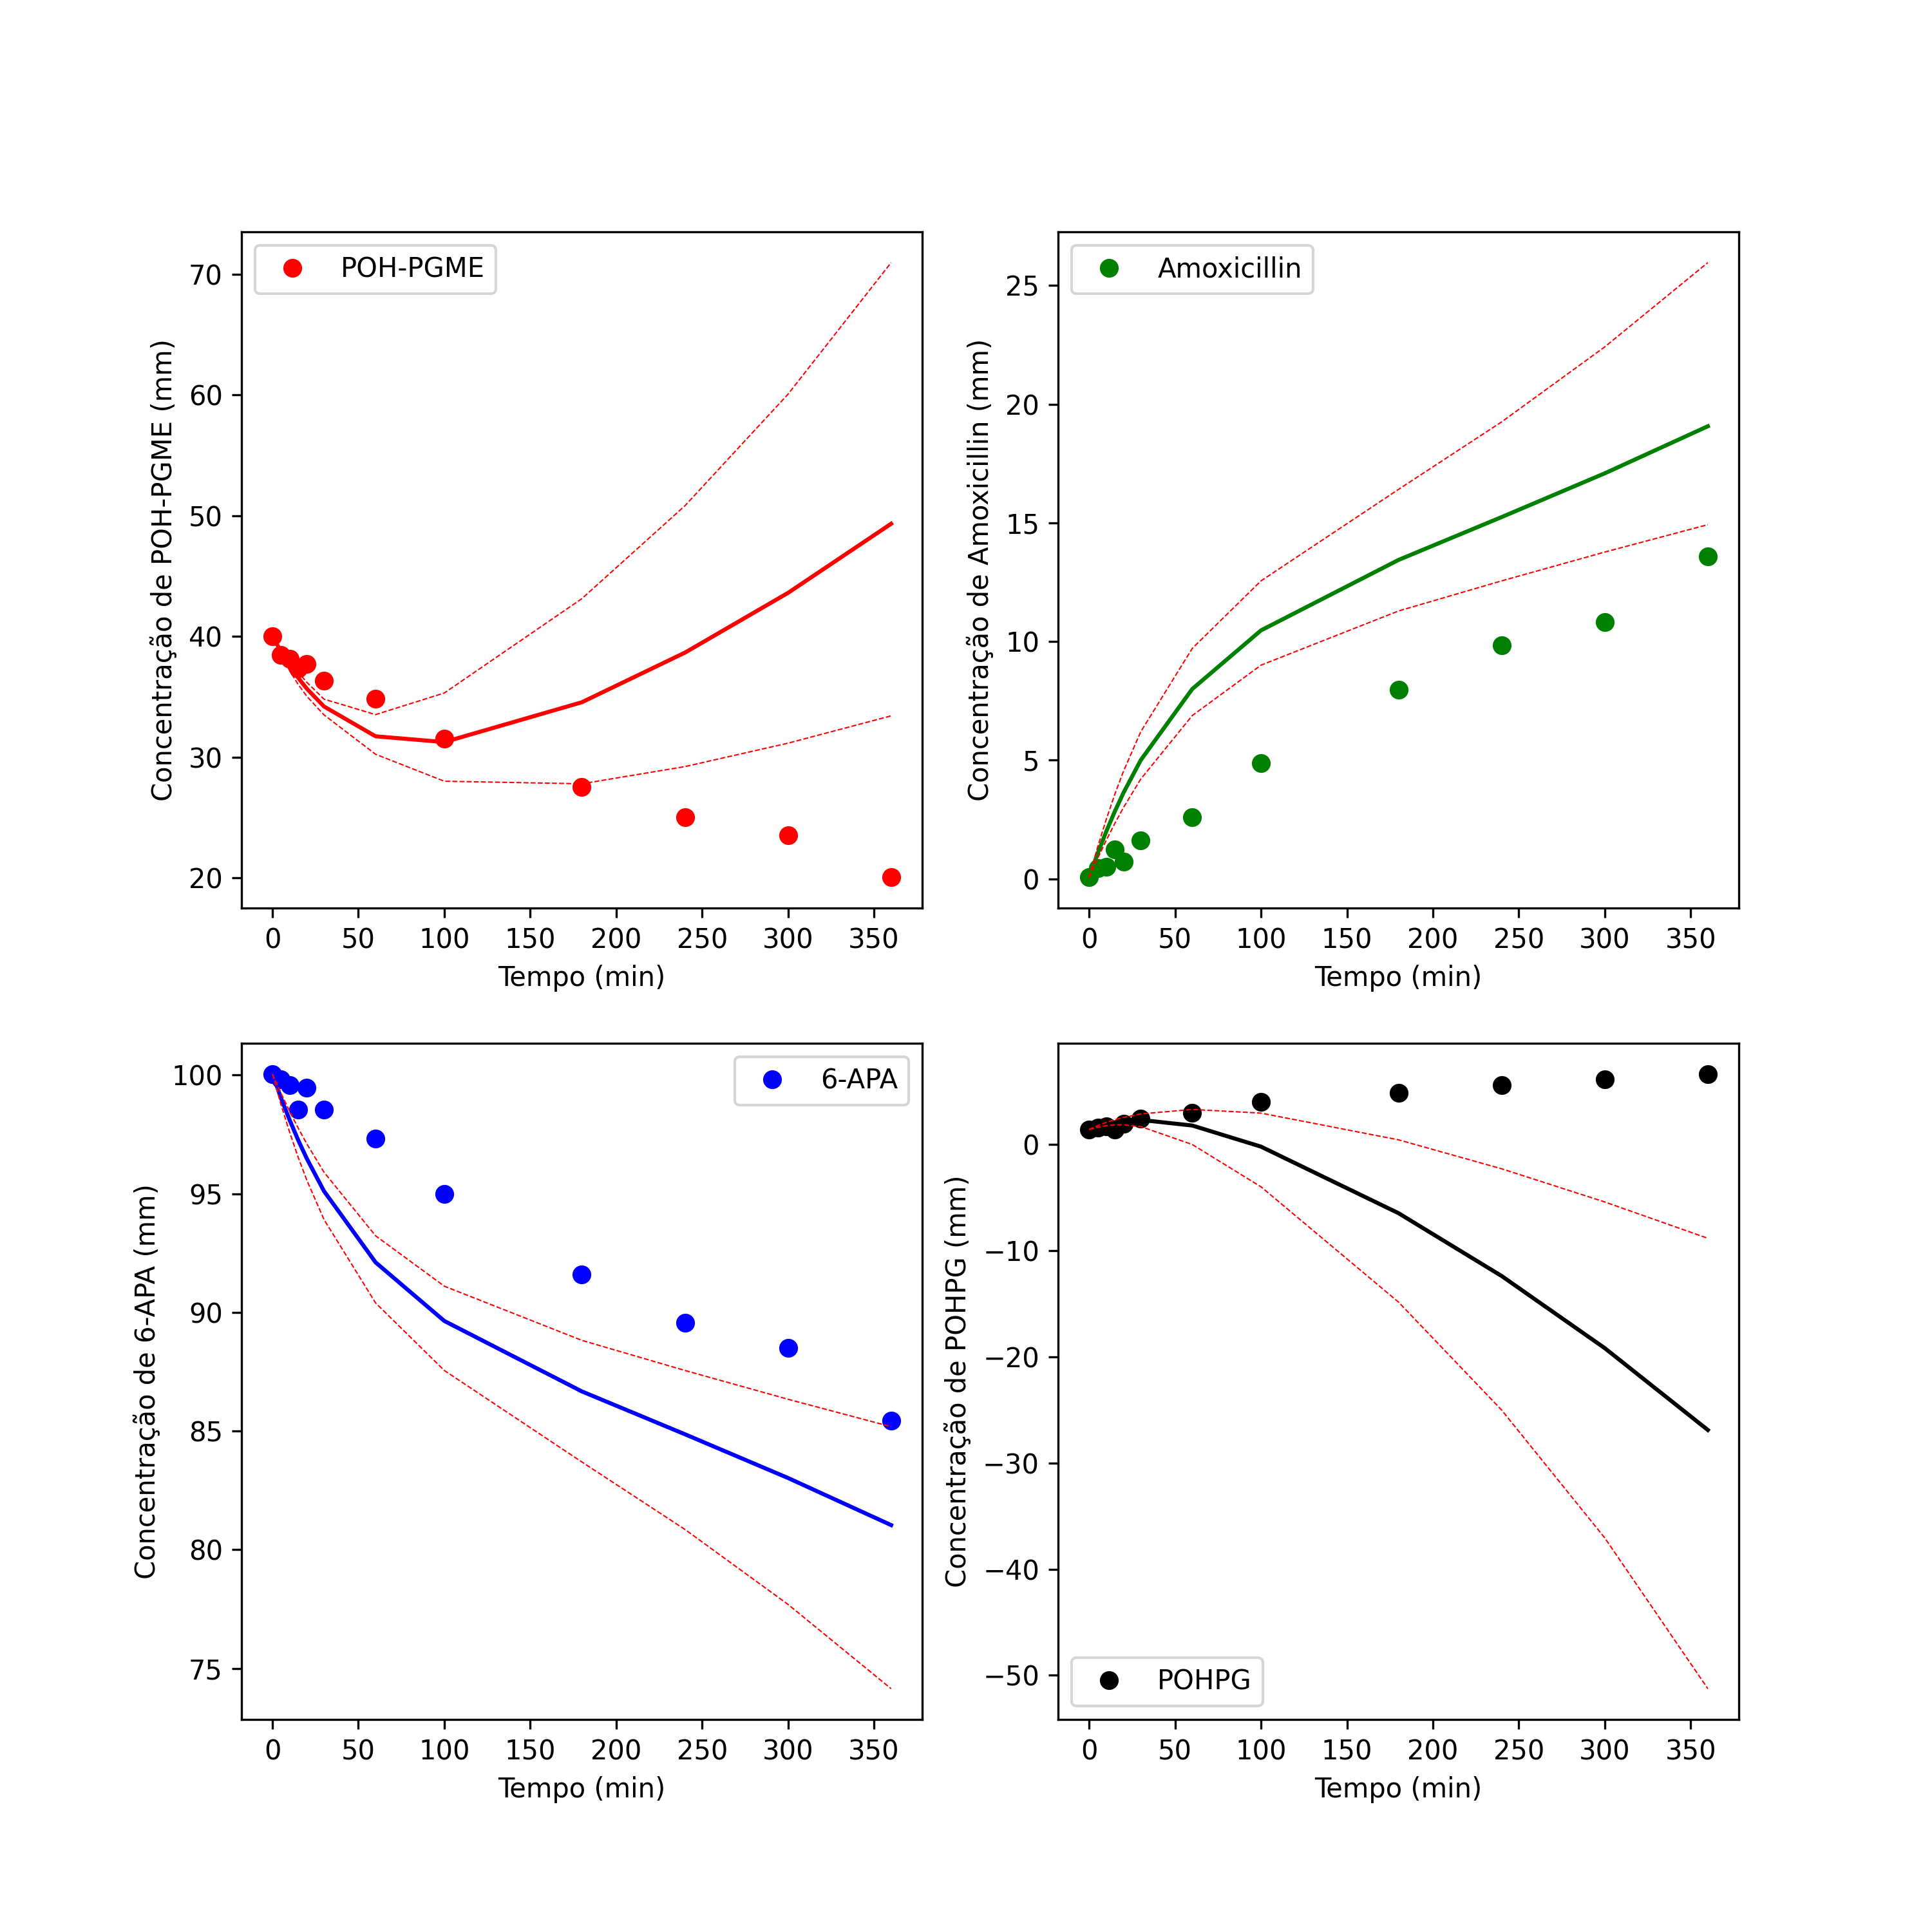 POH-PGME
Concentração de POH-PGME (mm)
70
60
50
40
30
20
0 50 100 150 200 250 300 350
Tempo (min)
Amoxicillin
Concentração de Amoxicillin (mm)
25
20
15
10
5
0
0 50 100 150 200 250 300 350
Tempo (min)
6-APA
Concentração de 6-APA (mm)
100
95
90
85
80
75
0 50 100 150 200 250 300 350
Tempo (min)
Concentração de POHPG (mm)
0
−10
−20
−30
−40
−50
POHPG
0 50 100 150 200 250 300 350
Tempo (min)